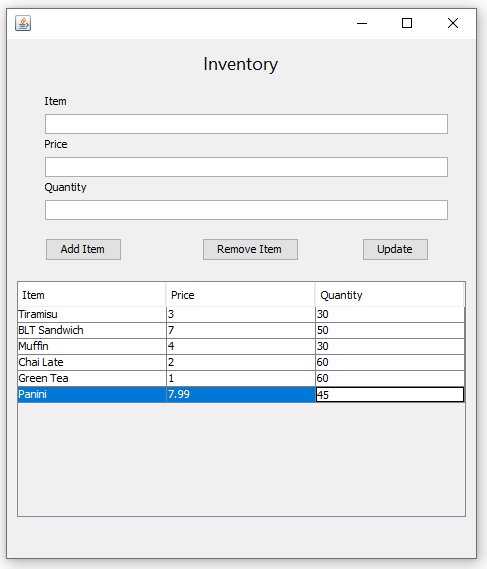 Inventory
Item
Price
Quantity
Add Item Remove Item Update
Item Price Quantity
Tiramisu 3 30
BLT Sandwich 7 50
Muffin 4 30
Chai Late 2 60
Green Tea 1 60
Panini 7.99 45